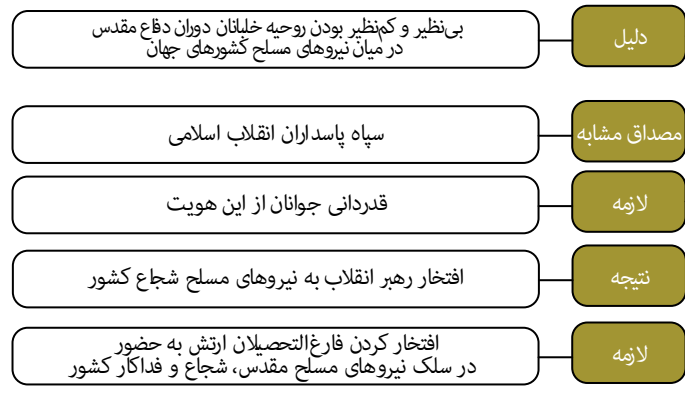 دلیل
بی‌نظیر و کم‌نظیر بودن روحیه خلبانان دوران دفاع مقدس
در میان نیروهای مسلح کشورهای جهان
مصداق مشابه
سپاه پاسداران انقلاب اسلامی
لازمه
قدردانی جوانان از این هویت
نتیجه
افتخار رهبر انقلاب به نیروهای مسلح شجاع کشور
لازمه
افتخار کردن فارغ‌التحصیلان ارتش به حضور
در سلک نیروهای مسلح مقدس، شجاع و فداکار کشور